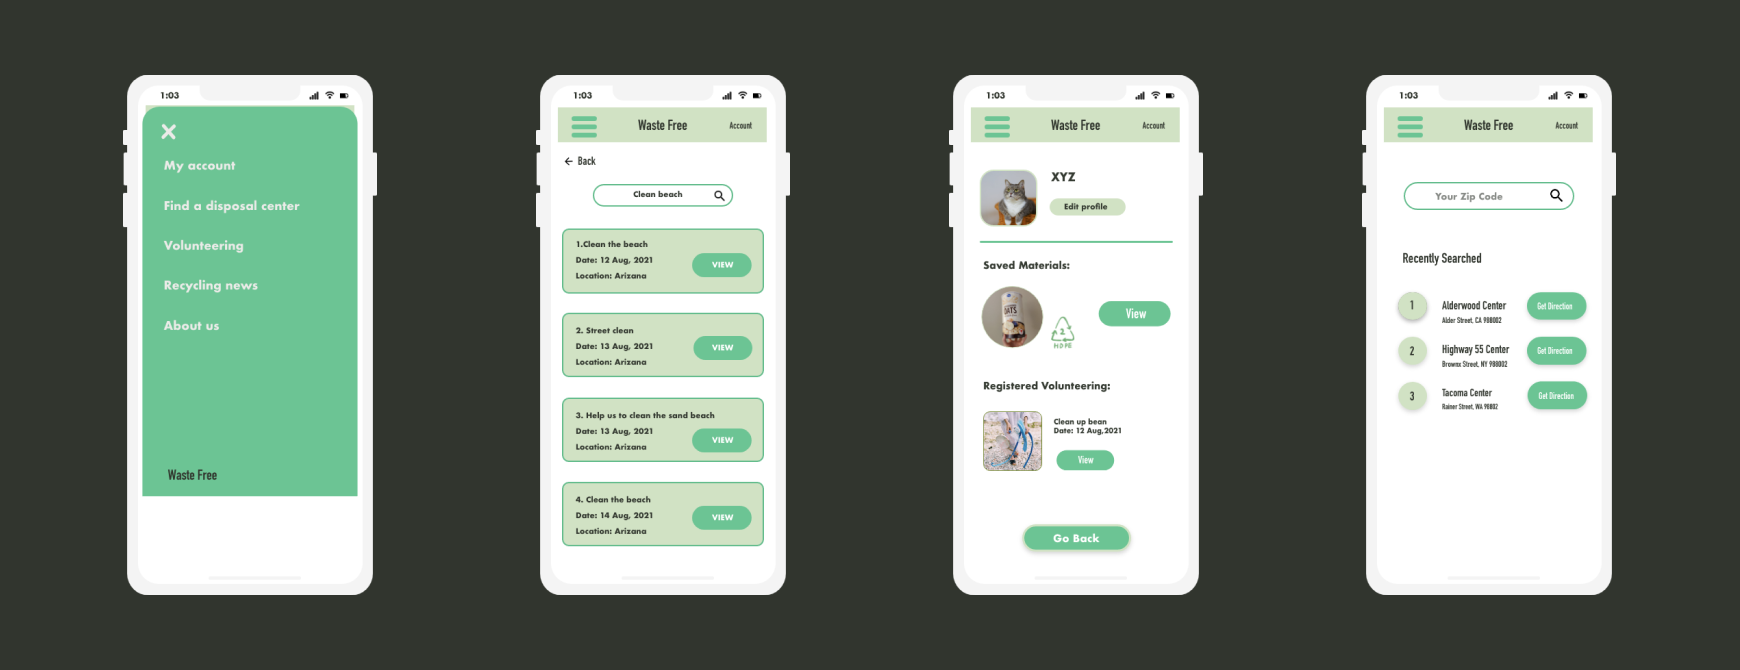 1:03
My account
Find a disposal center
Volunteering
Recycling news
About us
Waste Free
1:03
Waste Free
Account
Back
Clean beach
1.Clean the beach
Date: 12 Aug, 2021
Location: Arizana
VIEW
2. Street clean
Date: 13 Aug, 2021
Location: Arizana
VIEW
3. Help us to clean the sand beach
Date: 13 Aug, 2021
Location: Arizana
VIEW
4. Clean the beach
Date: 14 Aug, 2021
Location: Arizana
VIEW
1:03
Waste Free
Account
XYZ
Edit profile
Saved Materials:
OATS
2
HDPE
View
Registered Volunteering:
Clean up bean
Date: 12 Aug,2021
View
Go Back
1:03
Waste Free
Account
Your Zip Code
Recently Searched
1
Alderwood Center
Alder Street, CA 988002
Get Direction
2
Highway 55 Center
Brownx Street, NY 988002
Get Direction
3
Tacoma Center
Rainer Street, WA 98802
Get Direction